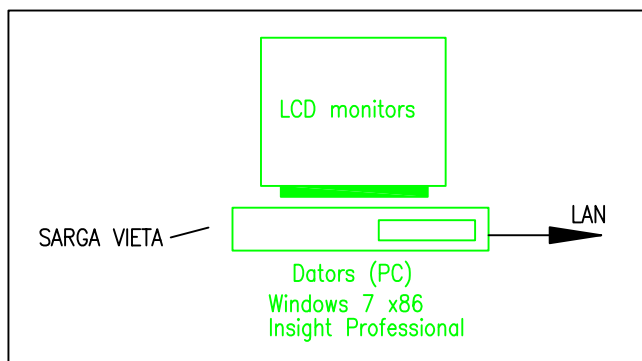 LCD monitors
LAN
SARGA VIETA
Dators (PC)
Windows 7 x86
Insight Professional